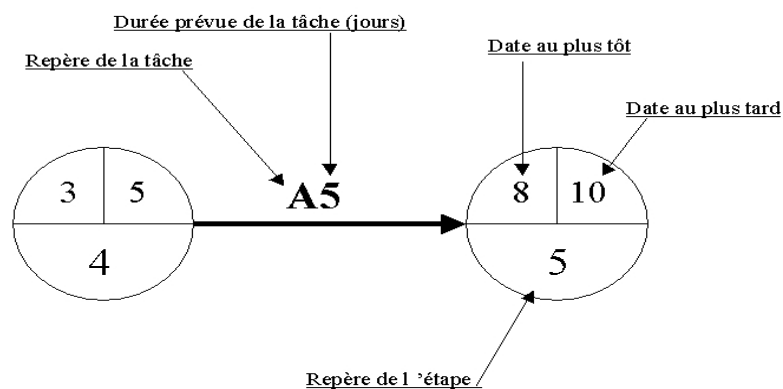 Durée prévue de la tâche (jours)
Repère de la tâche
Date au plus tôt
Date au plus tard
3 5
A5
8 10
4
5
Repère de l ’étape